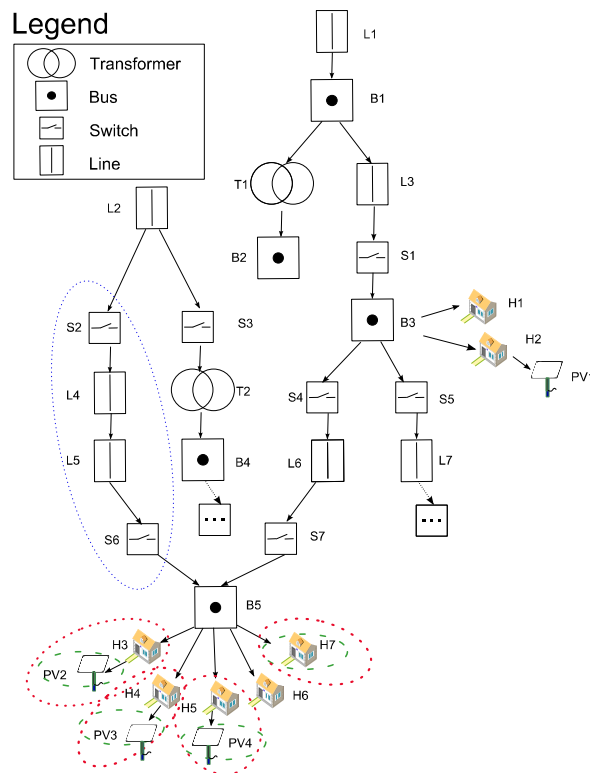 Legend
Transformer
Bus
Switch
Line
L1
B1
T1
L3
L2
B2
S1
H1
S2
S3
B3
H2
PV1
L4
T2
S4
S5
L5
B4
L6
L7
S6
S7
B5
H3
H7
PV2
H4
H5
H6
PV3
PV4